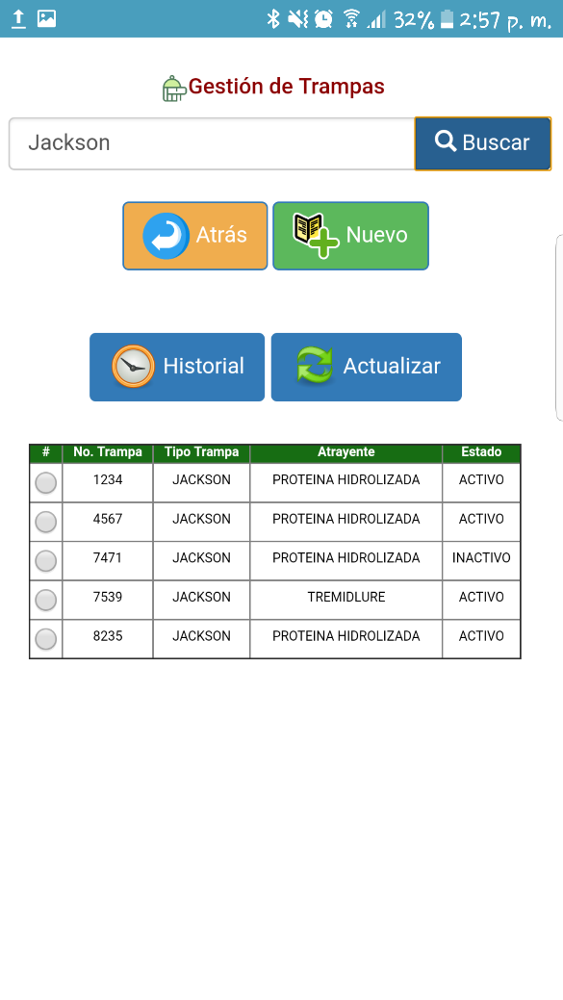 32% 2:57 p. m.
Gestión de Trampas
Jackson Buscar
Atrás Nuevo
Historial Actualizar
# No. Trampa Tipo Trampa Atrayente Estado
1234 JACKSON PROTEINA HIDROLIZADA ACTIVO
4567 JACKSON PROTEINA HIDROLIZADA ACTIVO
7471 JACKSON PROTEINA HIDROLIZADA INACTIVO
7539 JACKSON TREMIDLURE ACTIVO
8235 JACKSON PROTEINA HIDROLIZADA ACTIVO